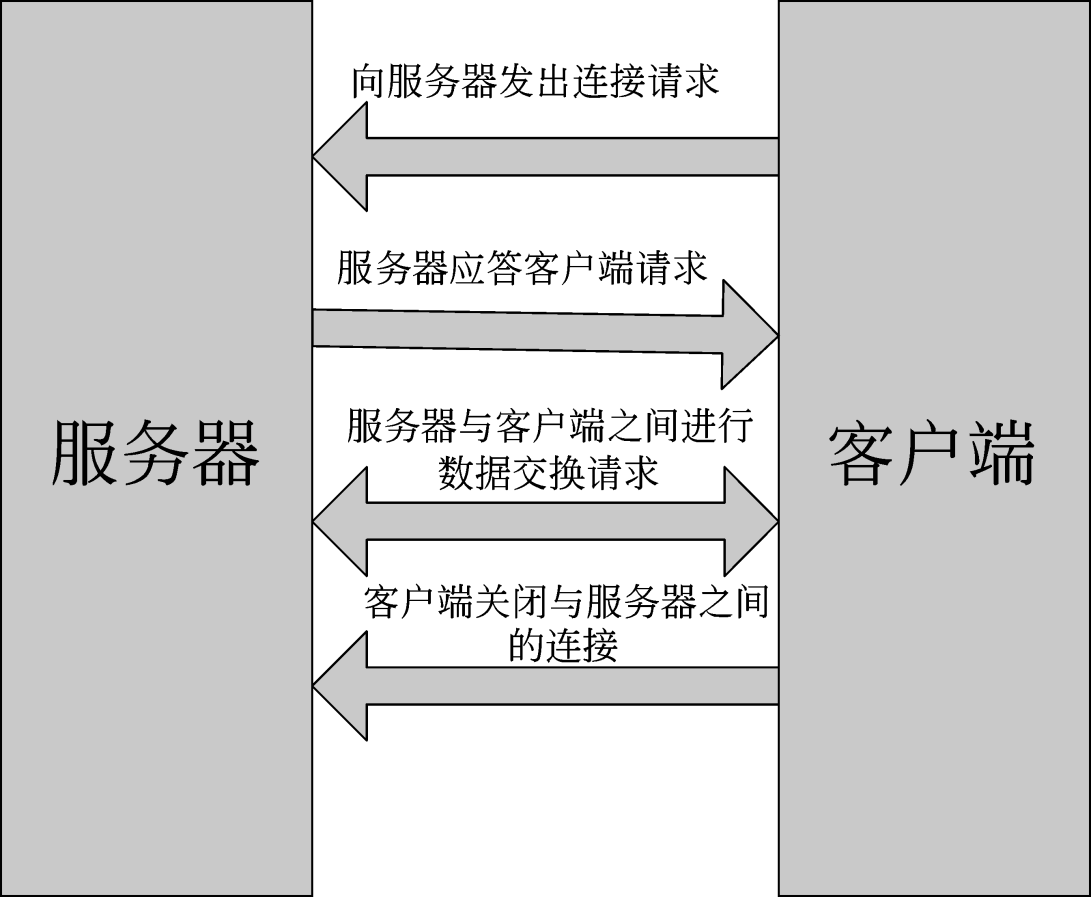 向服务器发出连接请求
服务器应答客户端请求
服务器与客户端之间进行
数据交换请求
服务器
客户端
客户端关闭与服务器之间
的连接